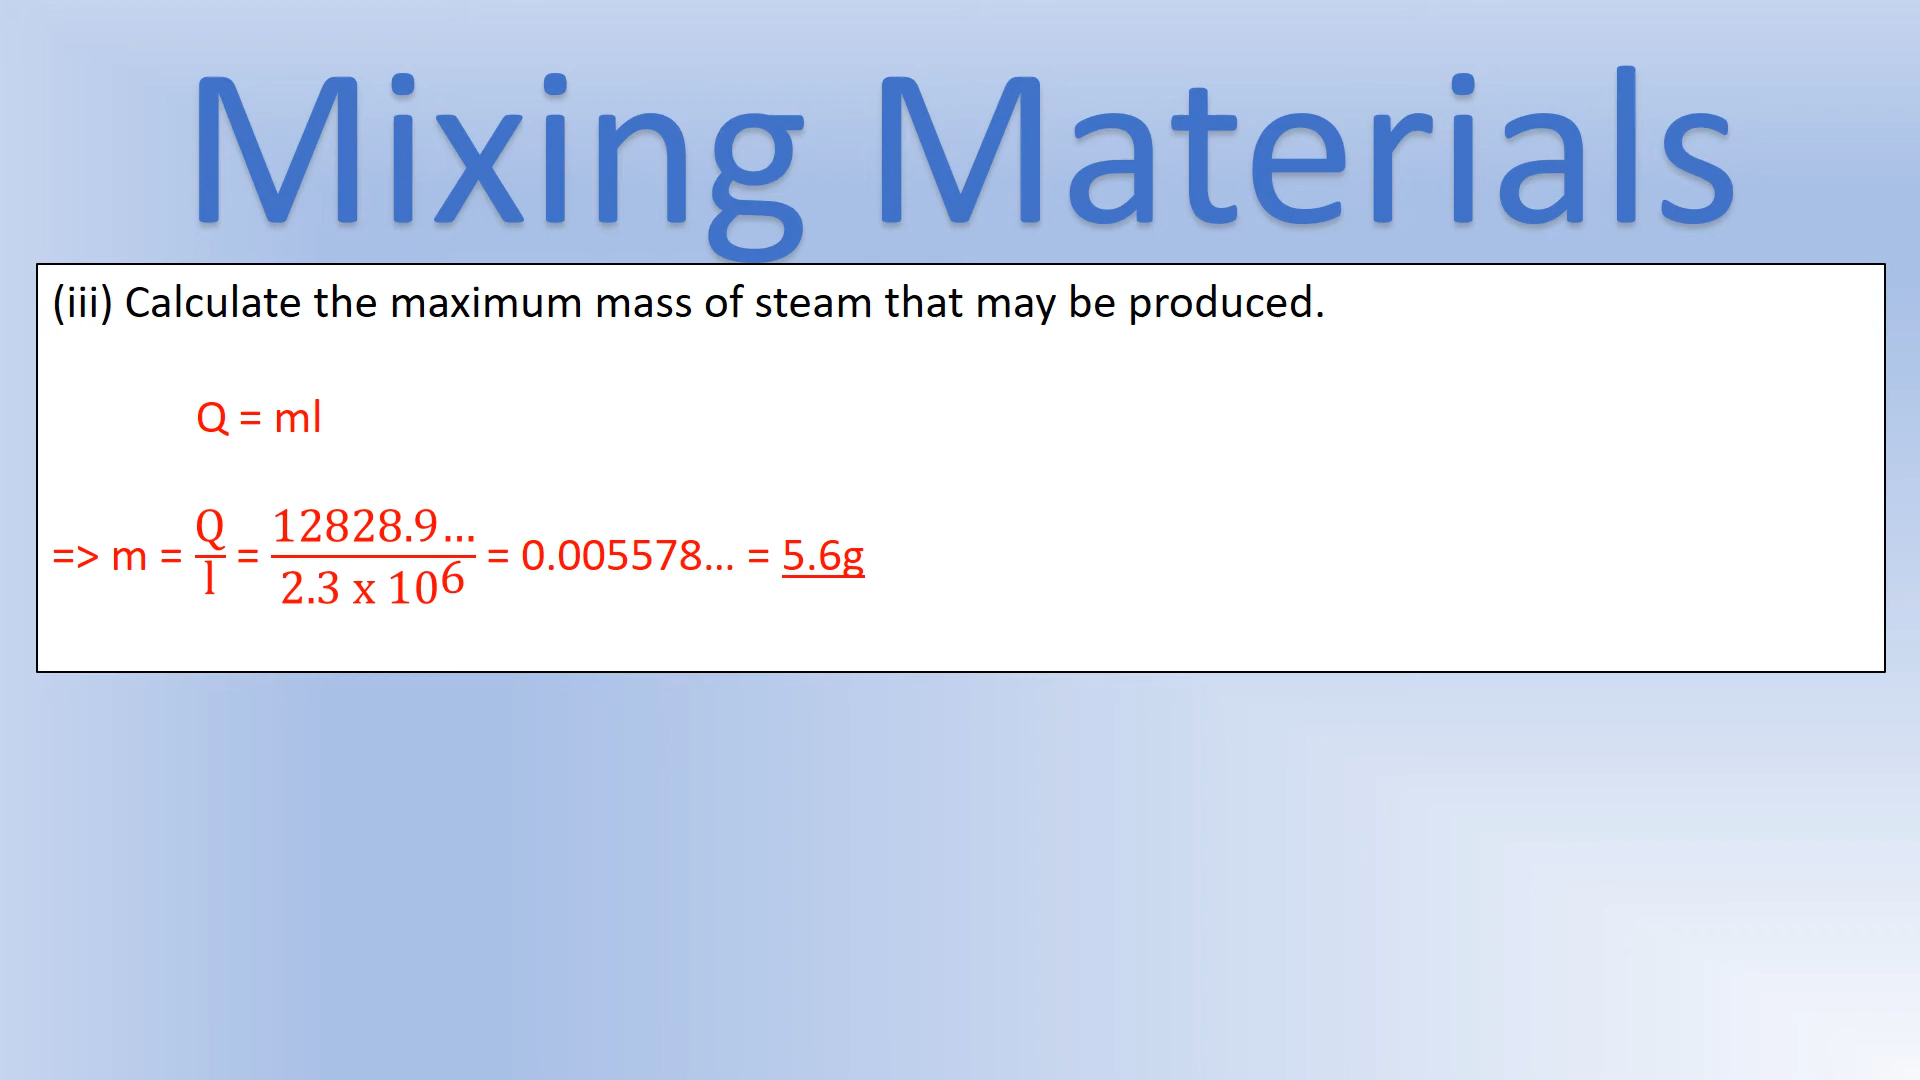 Mixing Materials
(iii) Calculate the maximum mass of steam that may be produced.
Q = ml
=> m = Q/l = 12828.9…/2.3 x 10⁶ = 0.005578… = 5.6g